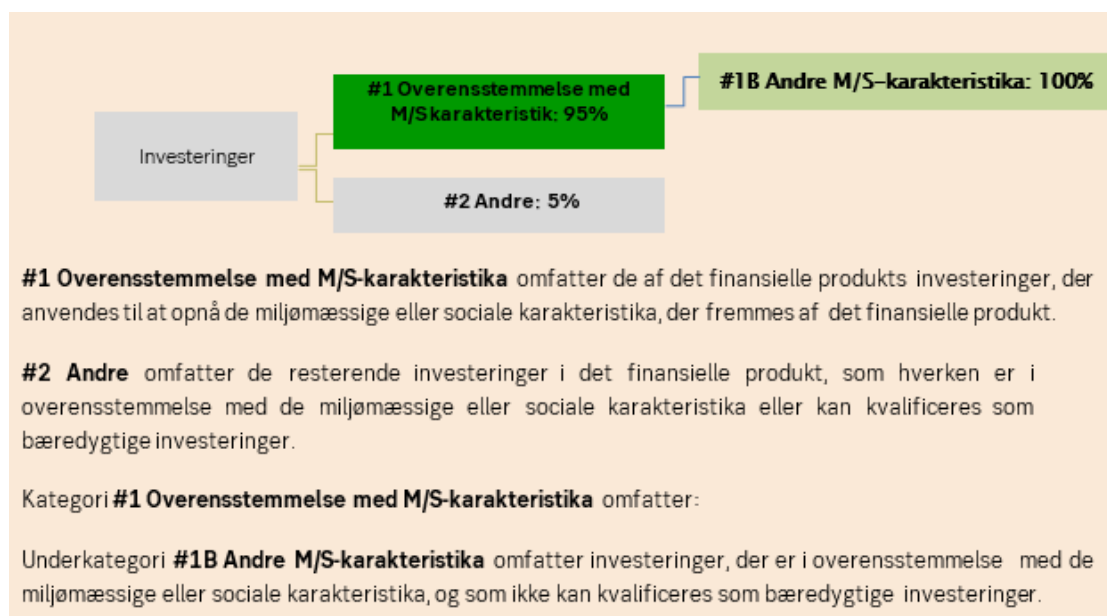 #1 Overensstemmelse med
M/Skarakteristik: 95%
#1B Andre M/S-karakteristika: 100%
Investeringer
#2 Andre: 5%
#1 Overensstemmelse med M/S-karakteristika omfatter de af det finansielle produkts investeringer, der
anvendes til at opnå de miljømæssige eller sociale karakteristika, der fremmes af det finansielle produkt.
#2 Andre omfatter de resterende investeringer i det finansielle produkt, som hverken er i
overensstemmelse med de miljømæssige eller sociale karakteristika eller kan kvalificeres som
bæredygtige investeringer.
Kategori #1 Overensstemmelse med M/S-karakteristika omfatter:
Underkategori #1B Andre M/S-karakteristika omfatter investeringer, der er i overensstemmelse med de
miljømæssige eller sociale karakteristika, og som ikke kan kvalificeres som bæredygtige investeringer.